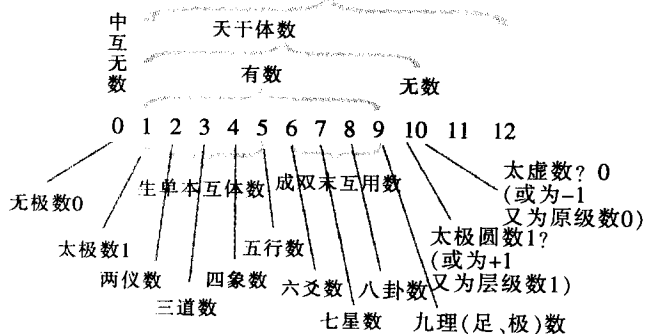 中互无数
天干体数
有数
无数
0 1 2 3 4 5 6 7 8 9 10 11 12
生单本互体数
成双末互用数
太虚数？0
(或为-1
又为原级数0)
无极数0
太极圆数1？
(或为+1
又为层级数1)
太极数1
五行数
两仪数
四象数
六爻数
八卦数
三道数
七星数
九理(足、极)数